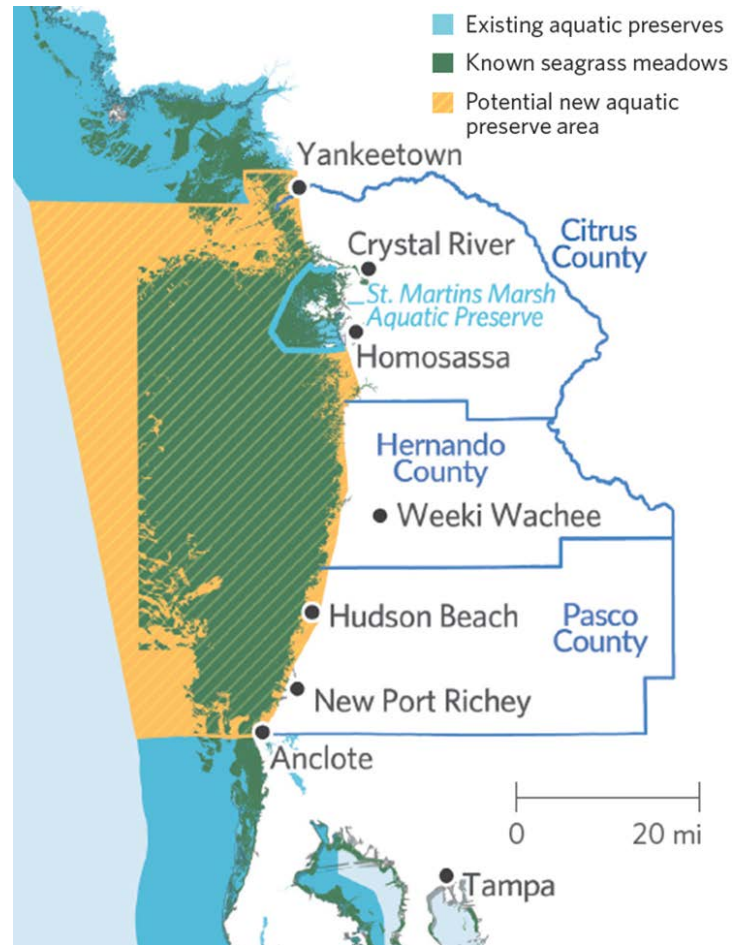 Existing aquatic preserves
Known seagrass meadows
Potential new aquatic
preserve area
Yankeetown
Citrus
County
Crystal River
St. Martins Marsh
Aquatic Preserve
Homosassa
Hernando
County
Weeki Wachee
Hudson Beach
Pasco
County
New Port Richey
Anclote
0 20 mi
Tampa